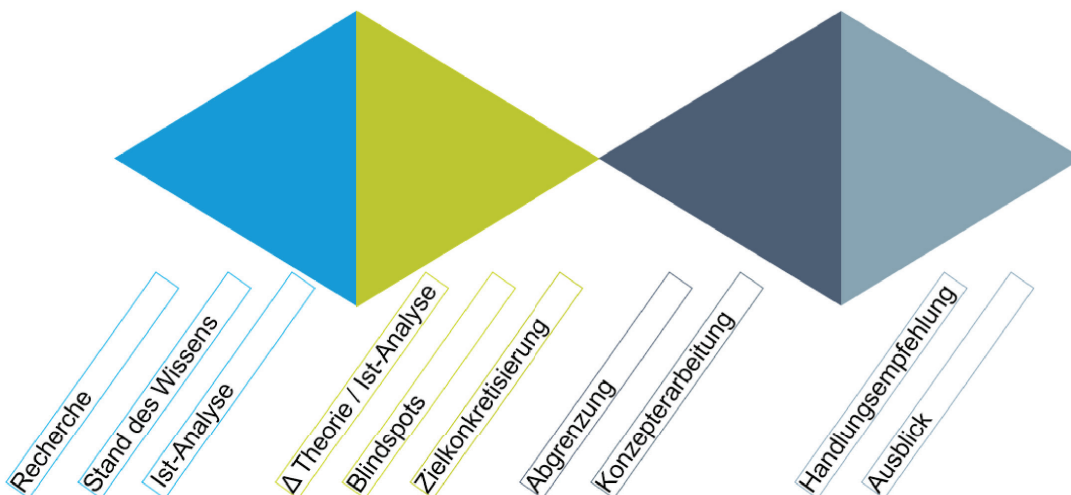 Recherche
Stand des Wissens
Ist-Analyse
Δ Theorie / Ist-Analyse
Blindspots
Zielkonkretisierung
Abgrenzung
Konzepterarbeitung
Handlungsempfehlung
Ausblick